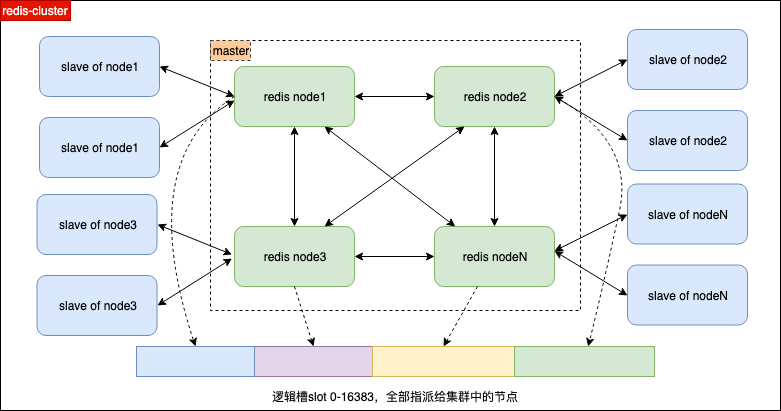 redis-cluster
master
slave of node1
redis node1
redis node2
slave of node2
slave of node1
slave of node2
slave of node3
redis node3
redis nodeN
slave of nodeN
slave of node3
slave of nodeN
逻辑槽slot 0-16383，全部指派给集群中的节点